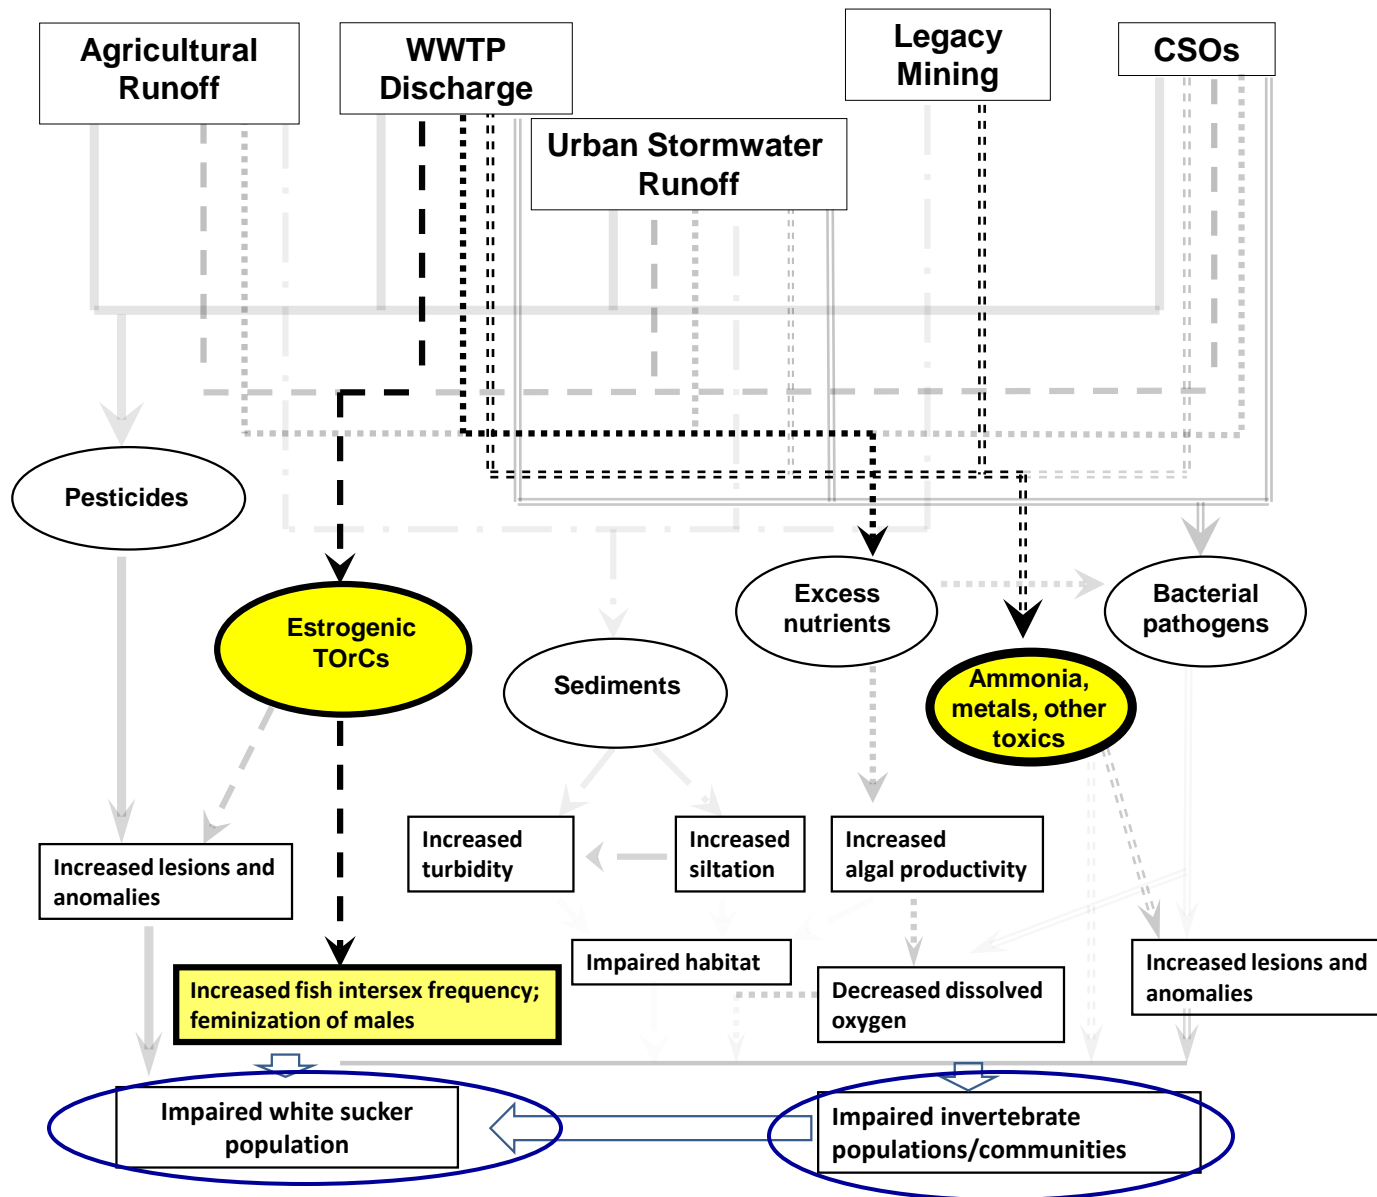 Agricultural
Runoff
WWTP
Discharge
Legacy
Mining
CSOs
Urban Stormwater
Runoff
Pesticides
Estrogenic
TOrCs
Sediments
Excess
nutrients
Bacterial
pathogens
Ammonia,
metals, other
toxics
Increased lesions and
anomalies
Increased
turbidity
Increased
siltation
Increased
algal productivity
Impaired habitat
Increased fish intersex frequency;
feminization of males
Decreased dissolved
oxygen
Increased lesions and
anomalies
Impaired white sucker
population
Impaired invertebrate
populations/communities